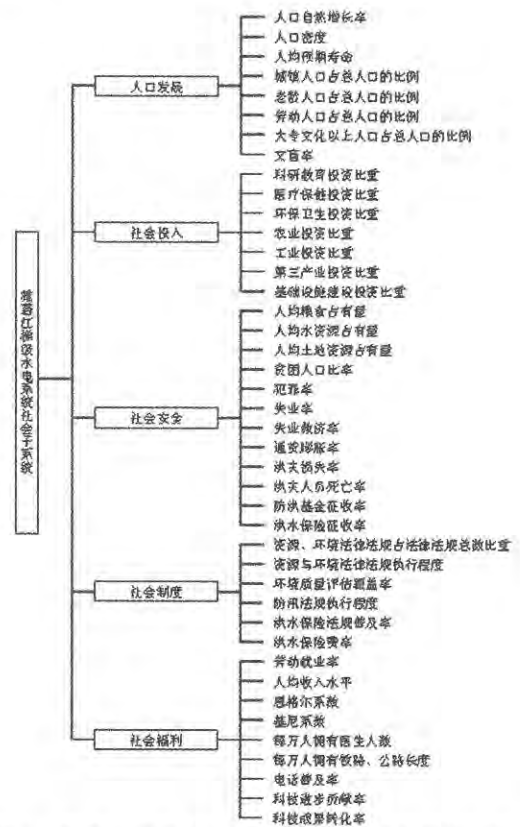 雅砻江梯级水电系统社会子系统
人口发展
人口自然增长率
人口密度
人均预期寿命
城镇人口占总人口的比例
老龄人口占总人口的比例
劳动人口占总人口的比例
大专文化以上人口占总人口的比例
文盲率
社会投入
科研教育投资比重
医疗保健投资比重
环保卫生投资比重
农业投资比重
工业投资比重
第三产业投资比重
基础设施建设投资比重
社会安全
人均粮食占有量
人均水资源占有量
人均土地资源占有量
贫困人口比率
犯罪率
失业率
失业救济率
通货膨胀率
洪灾损失率
洪灾人员死亡率
防洪基金征收率
洪水保险征收率
社会制度
资源、环境法律法规占法律法规总数比重
资源与环境法律法规执行程度
环境质量评估覆盖率
防汛法规执行程度
洪水保险法规普及率
洪水保险费率
社会福利
劳动就业率
人均收入水平
恩格尔系数
基尼系数
每万人拥有医生人数
每万人拥有铁路、公路长度
电话普及率
科技进步贡献率
科技成果转化率